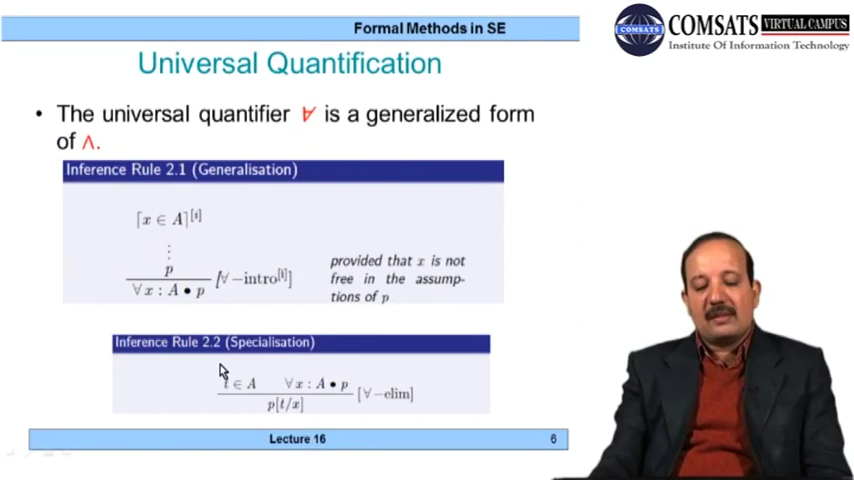 Formal Methods in SE
COMSATS VIRTUAL CAMPUS
COMSATS
Institute Of Information Technology
Universal Quantification
• The universal quantifier ∀ is a generalized form
of ∧.
Inference Rule 2.1 (Generalisation)
⌈x ∈ A⌉[i]
⋮
p
∀ x : A • p [∀ −intro[i]]
provided that x is not
free in the assump-
tions of p
Inference Rule 2.2 (Specialisation)
t ∈ A ∀ x : A • p
p[t/x] [∀ −elim]
Lecture 16
6